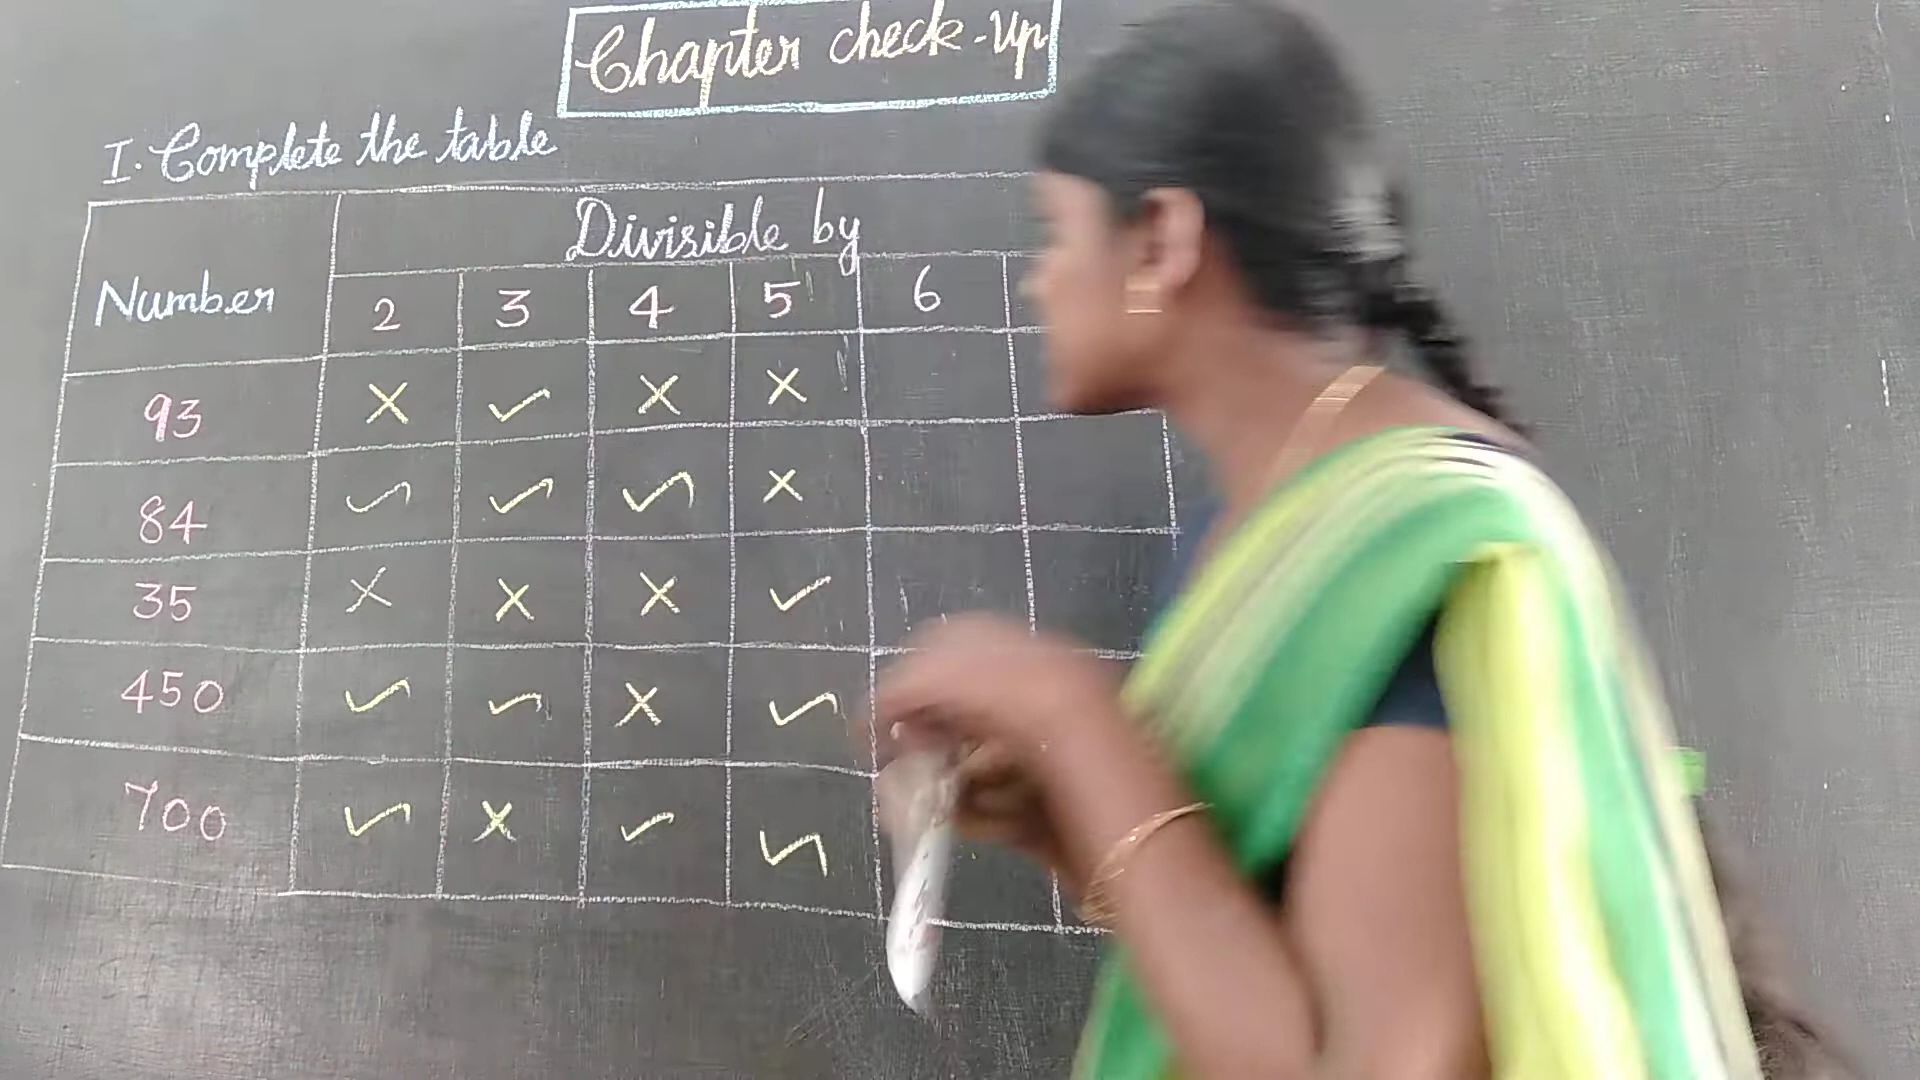 Chapter check-up
I. Complete the table
Divisible by
Number
2 3 4 5 6
93 × ✓ × ×
84 ✓ ✓ ✓ ×
35 × × × ✓
450 ✓ ✓ × ✓
700 ✓ × ✓ ✓